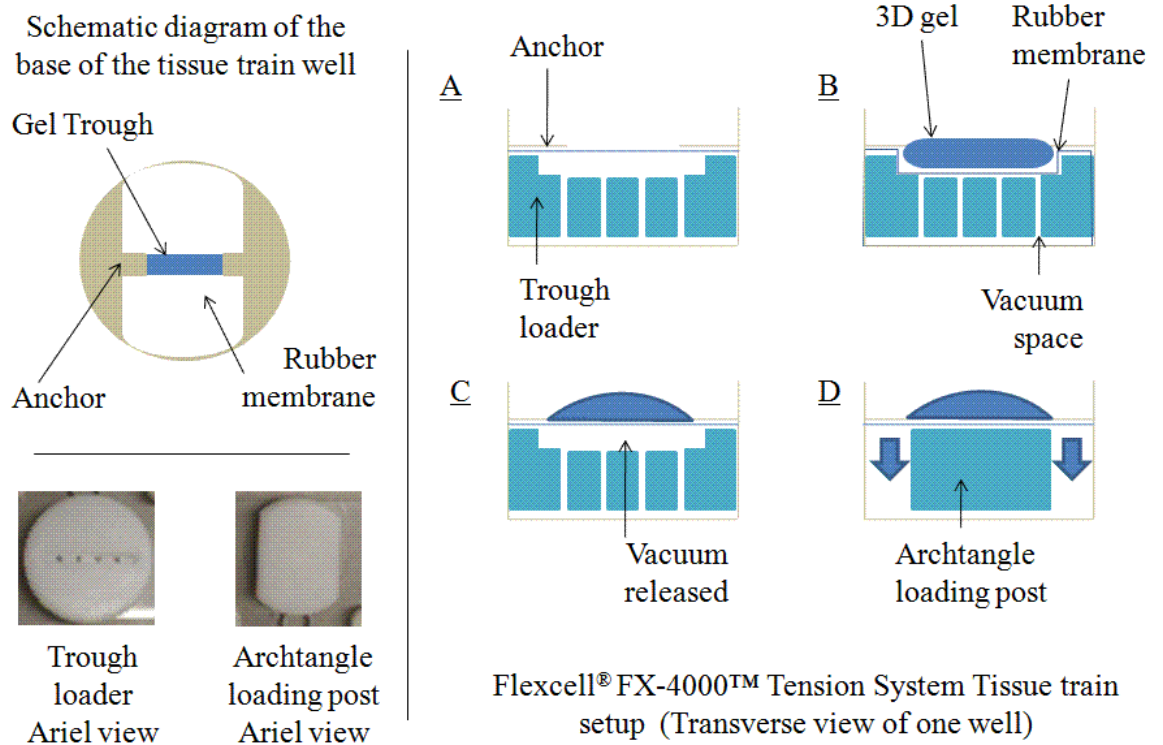 Schematic diagram of the
base of the tissue train well
Gel Trough
Anchor
Rubber
membrane
Trough
loader
Ariel view
Archtangle
loading post
Ariel view
A
Anchor
Trough
loader
B
3D gel
Rubber
membrane
Vacuum
space
C
Vacuum
released
D
Archtangle
loading post
Flexcell® FX-4000™ Tension System Tissue train
setup (Transverse view of one well)